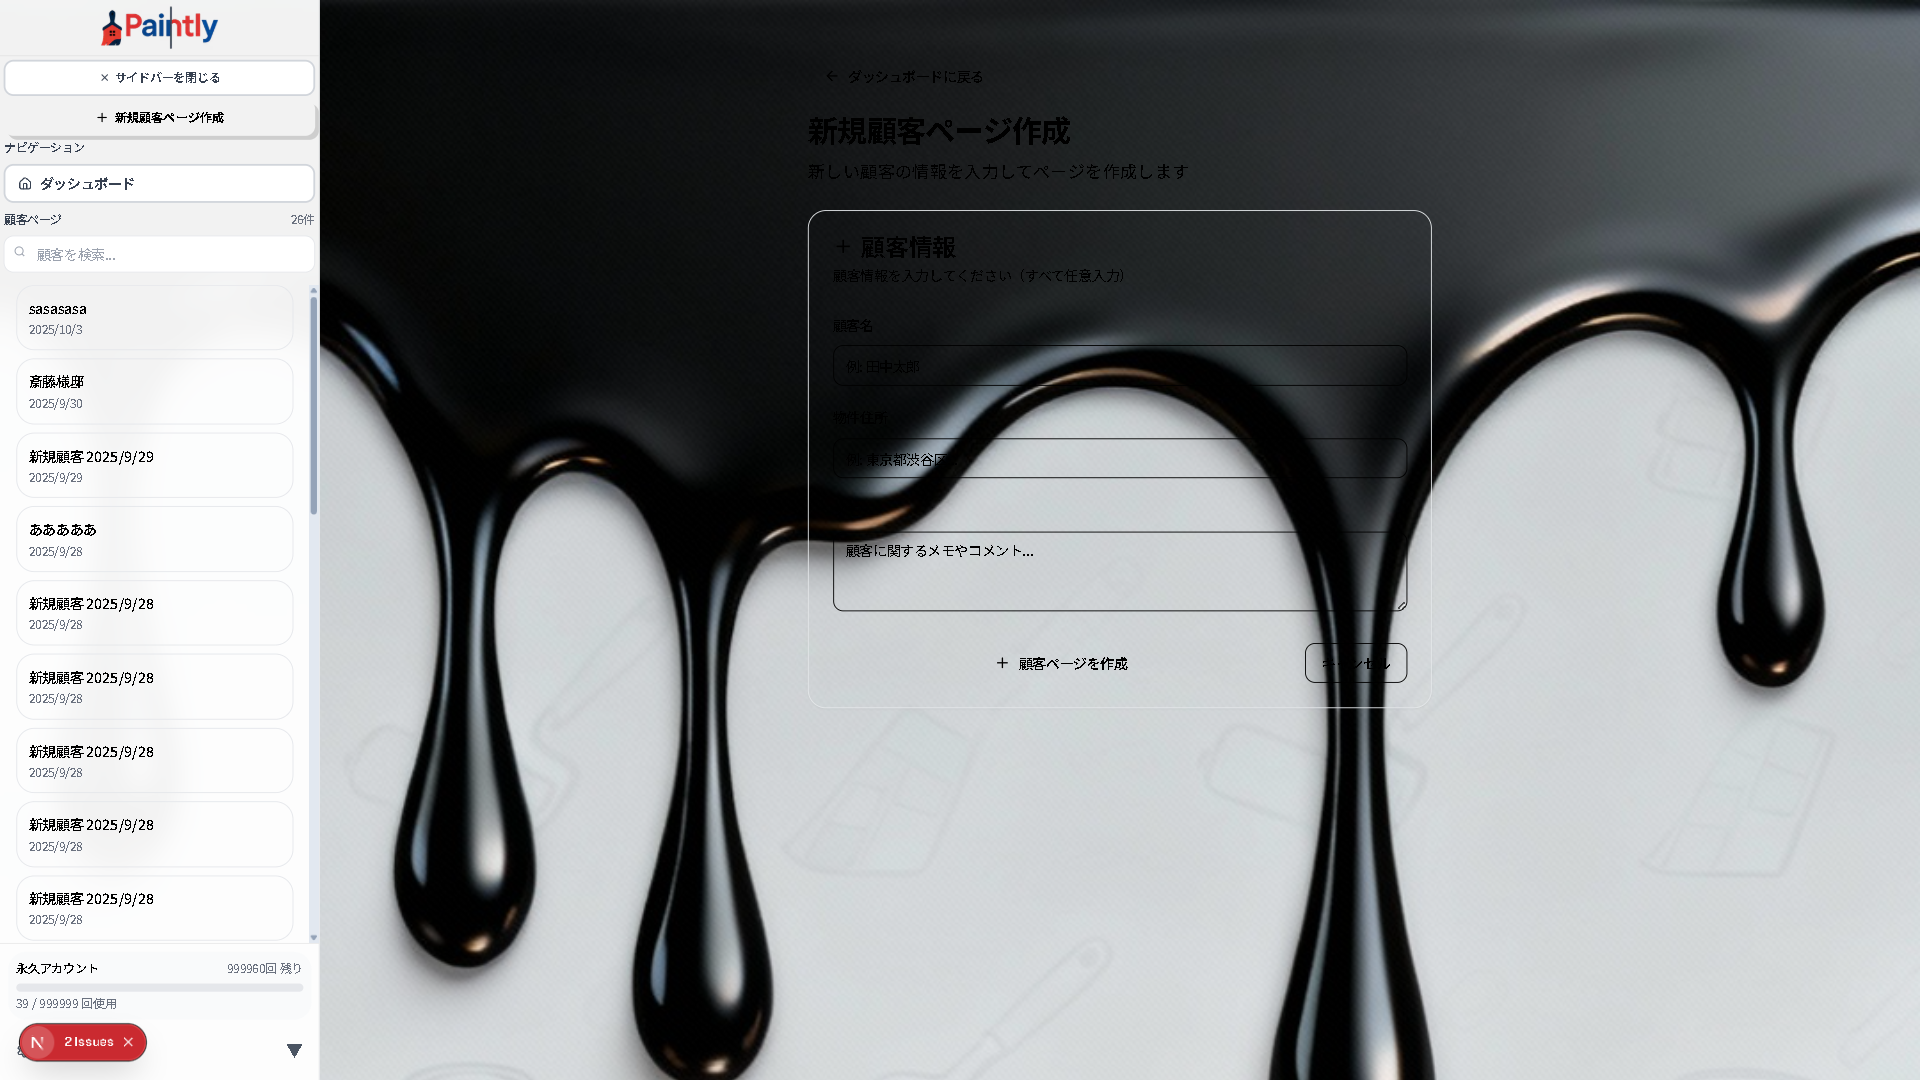 Paintly
× サイドバーを閉じる
+ 新規顧客ページ作成
ナビゲーション
ダッシュボード
顧客ページ 26件
顧客を検索...
sasasasa
2025/10/3
斎藤様邸
2025/9/30
新規顧客 2025/9/29
2025/9/29
あああああ
2025/9/28
新規顧客 2025/9/28
2025/9/28
新規顧客 2025/9/28
2025/9/28
新規顧客 2025/9/28
2025/9/28
新規顧客 2025/9/28
2025/9/28
新規顧客 2025/9/28
2025/9/28
永久アカウント 999960回 残り
39 / 999999 回使用
N 2 Issues ×
← ダッシュボードに戻る
新規顧客ページ作成
新しい顧客の情報を入力してページを作成します
+ 顧客情報
顧客情報を入力してください（すべて任意入力）
顧客名
例: 田中太郎
物件住所
例: 東京都渋谷区
顧客に関するメモやコメント...
+ 顧客ページを作成
キャンセル